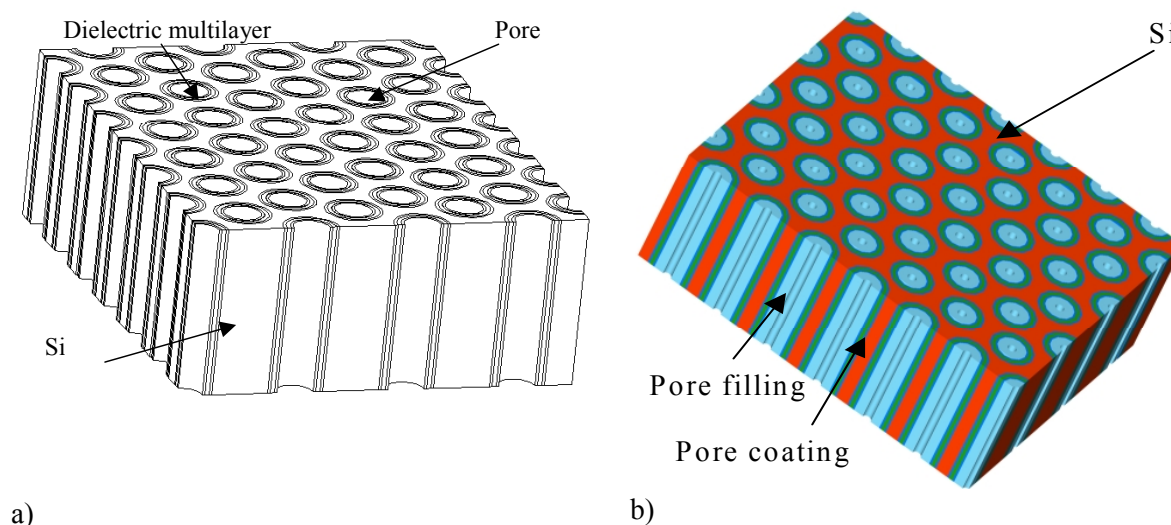 Dielectric multilayer
Pore
Si
a)
Si
Pore filling
Pore coating
b)